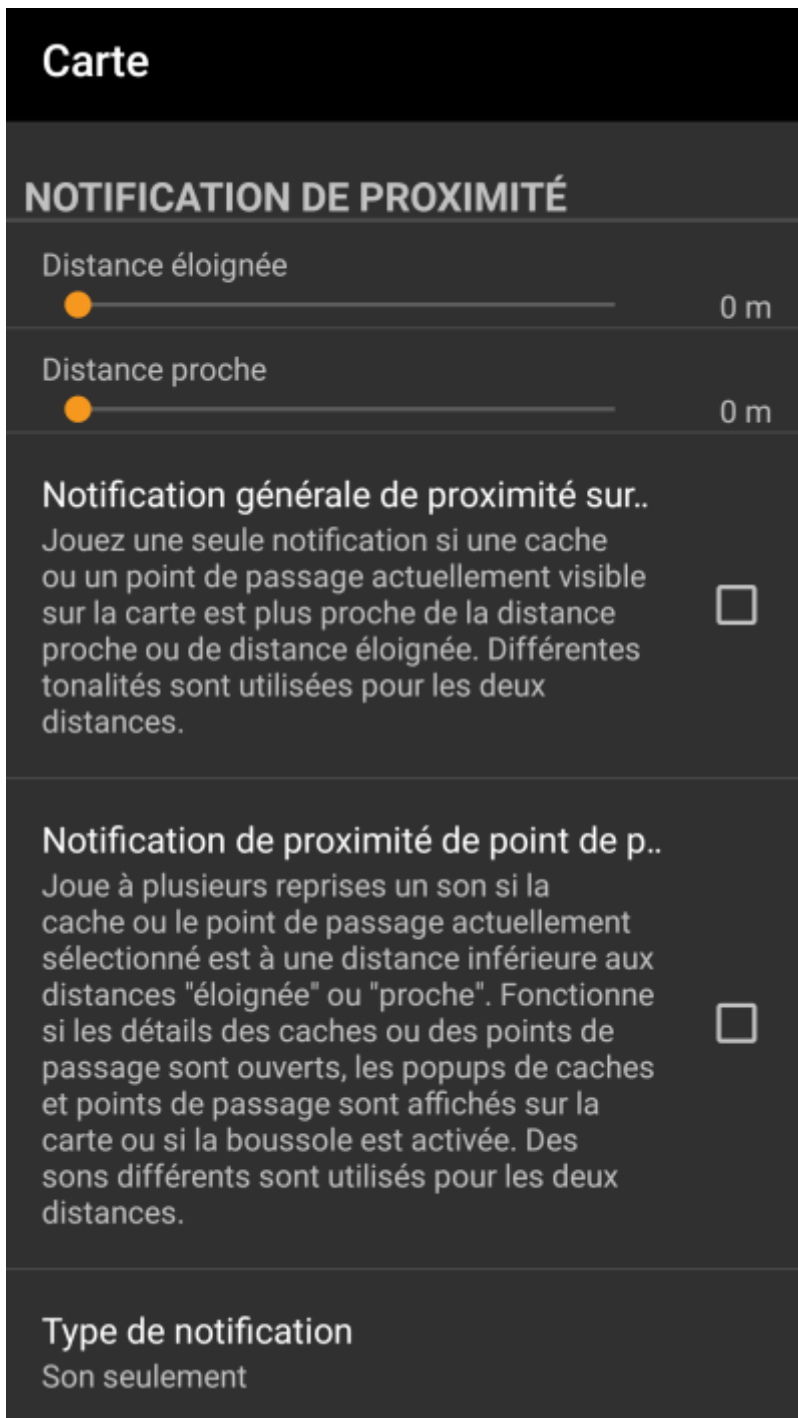 Carte
NOTIFICATION DE PROXIMITÉ
Distance éloignée
0 m
Distance proche
0 m
Notification générale de proximité sur..
Jouez une seule notification si une cache
ou un point de passage actuellement visible
sur la carte est plus proche de la distance
proche ou de distance éloignée. Différentes
tonalités sont utilisées pour les deux
distances.
Notification de proximité de point de p..
Joue à plusieurs reprises un son si la
cache ou le point de passage actuellement
sélectionné est à une distance inférieure aux
distances "éloignée" ou "proche". Fonctionne
si les détails des caches ou des points de
passage sont ouverts, les popups de caches
et points de passage sont affichés sur la
carte ou si la boussole est activée. Des
sons différents sont utilisés pour les deux
distances.
Type de notification
Son seulement